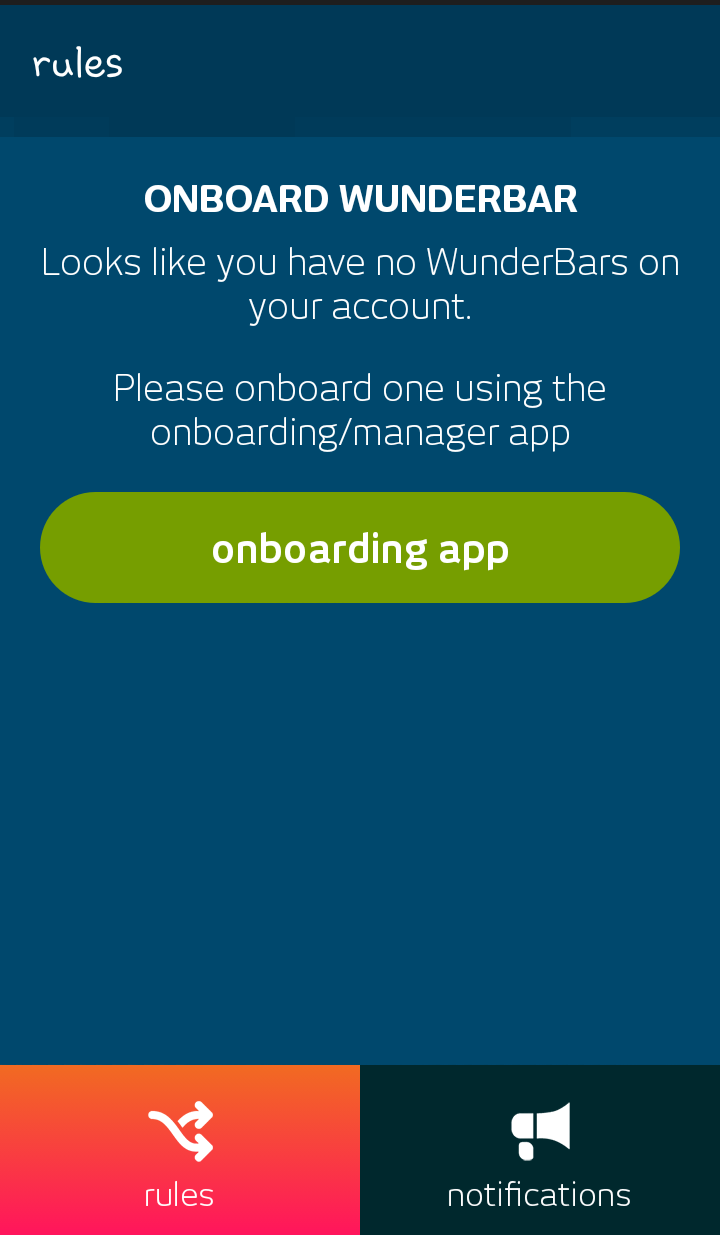 rules
ONBOARD WUNDERBAR
Looks like you have no WunderBars on
your account.
Please onboard one using the
onboarding/manager app
onboarding app
rules
notifications